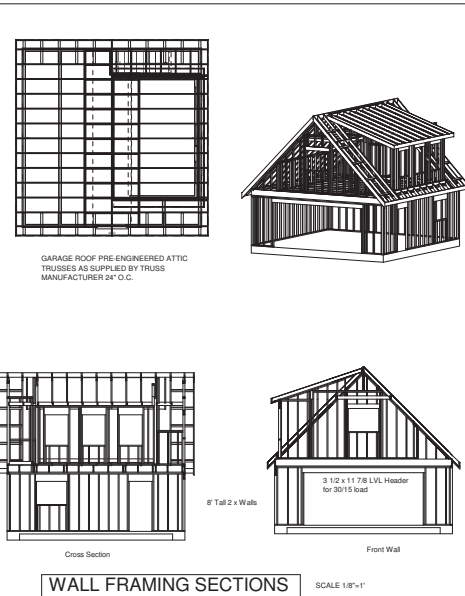 GARAGE ROOF PRE-ENGINEERED ATTIC
TRUSSES AS SUPPLIED BY TRUSS
MANUFACTURER 24" O.C.
8' Tall 2 x Walls
3 1/2 x 11 7/8 LVL Header
for 30/15 load
Cross Section
Front Wall
WALL FRAMING SECTIONS
SCALE 1/8"=1'